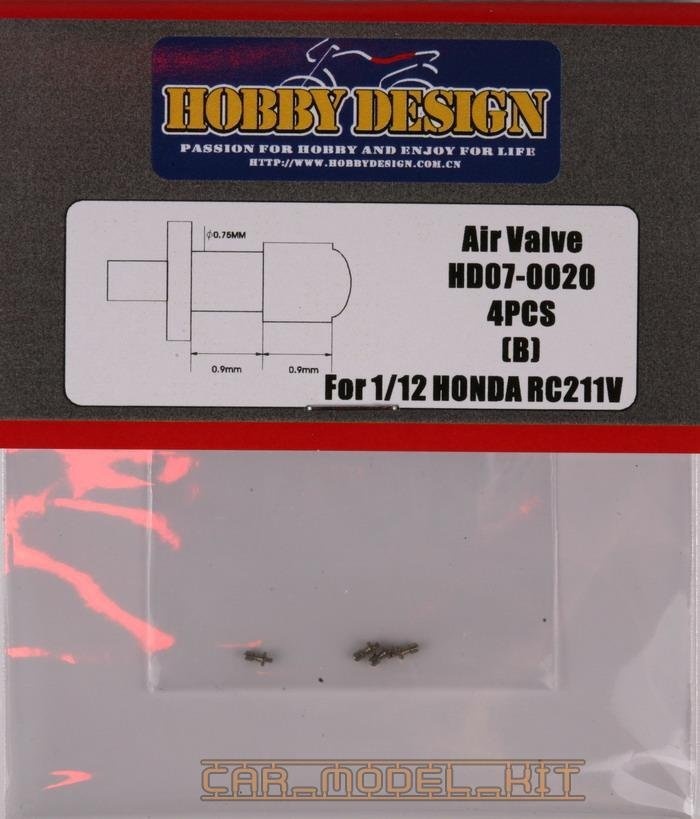 HOBBY DESIGN
PASSION FOR HOBBY AND ENJOY FOR LIFE
HTTP://WWW.HOBBYDESIGN.COM.CN
ϕ0.75MM
0.9mm 0.9mm
Air Valve
HD07-0020
4PCS
(B)
For 1/12 HONDA RC211V
CAR_MODEL_KIT